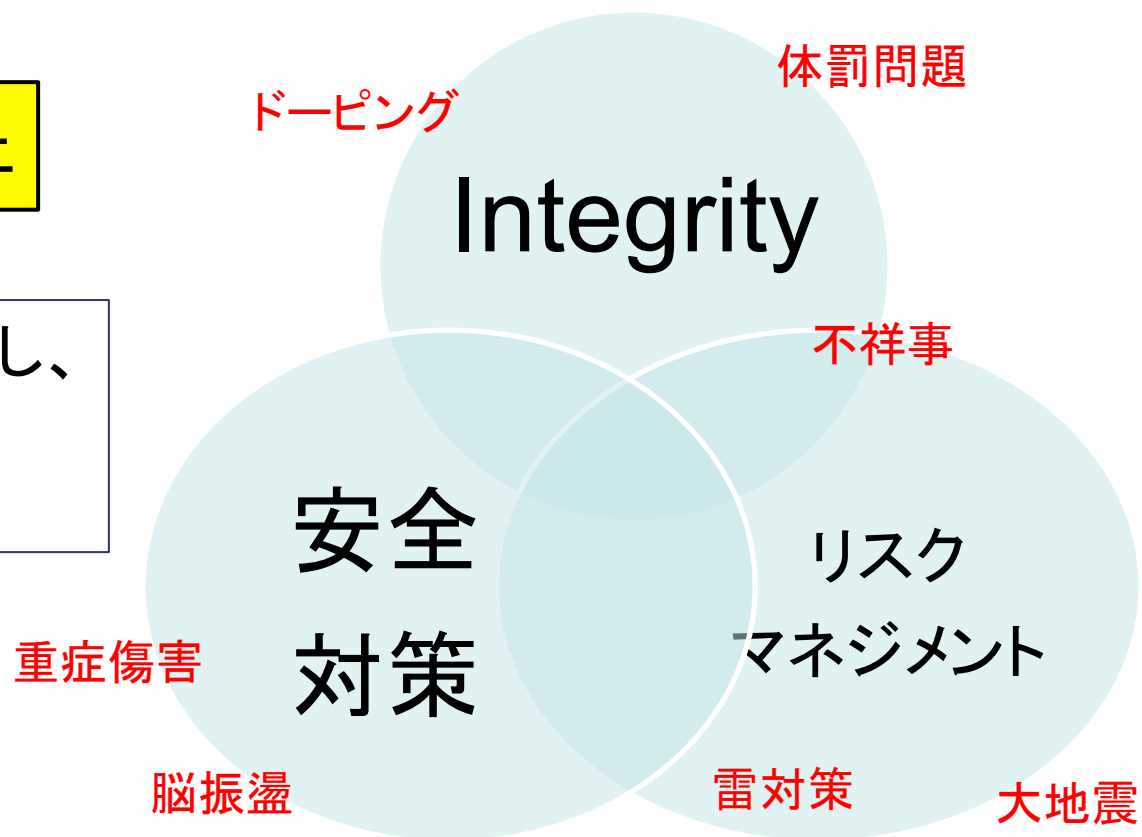 体罰問題
ドーピング
Integrity
し、
不祥事
安全
対策
リスク
マネジメント
重症傷害
脳振盪
雷対策
大地震